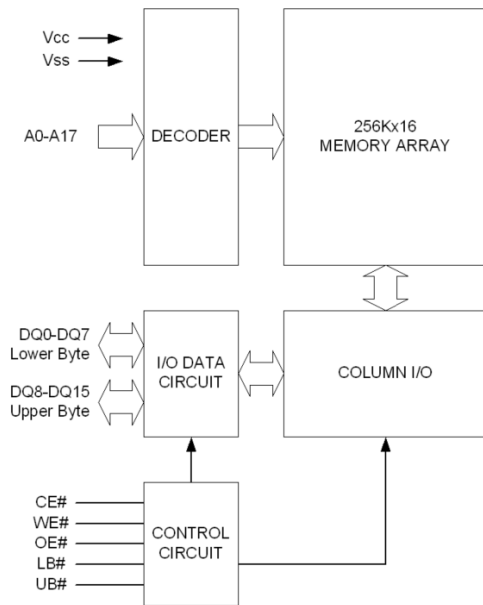 Vcc
Vss
A0-A17
DECODER
256Kx16
MEMORY ARRAY
DQ0-DQ7
Lower Byte
DQ8-DQ15
Upper Byte
I/O DATA
CIRCUIT
COLUMN I/O
CE#
WE#
OE#
LB#
UB#
CONTROL
CIRCUIT